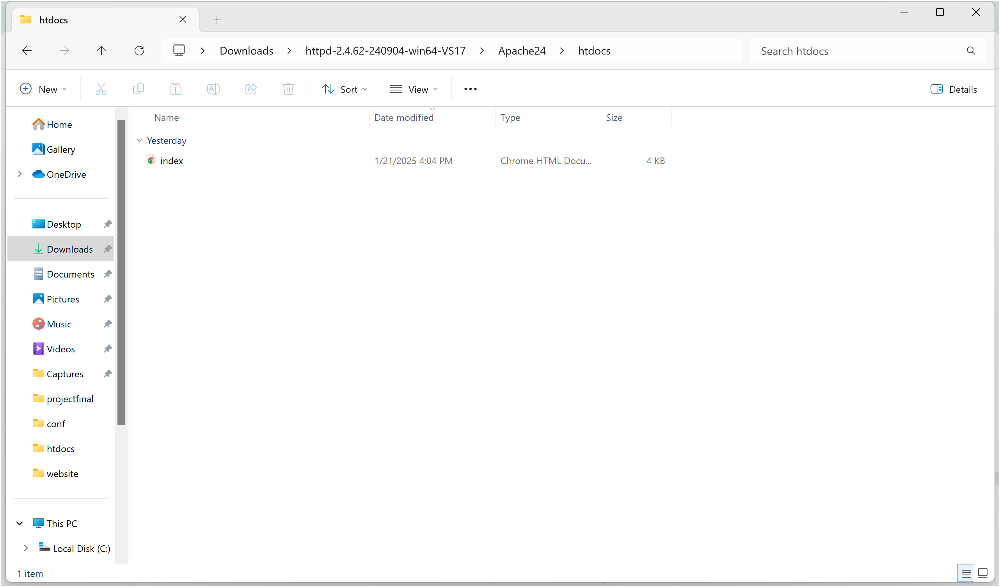 htdocs
Downloads httpd-2.4.62-240904-win64-VS17 Apache24 htdocs Search htdocs
New Sort View Details
Name Date modified Type Size
Yesterday
index 1/21/2025 4:04 PM Chrome HTML Docu... 4 KB
Home
Gallery
OneDrive
Desktop
Downloads
Documents
Pictures
Music
Videos
Captures
projectfinal
conf
htdocs
website
This PC
Local Disk (C:)
1 item